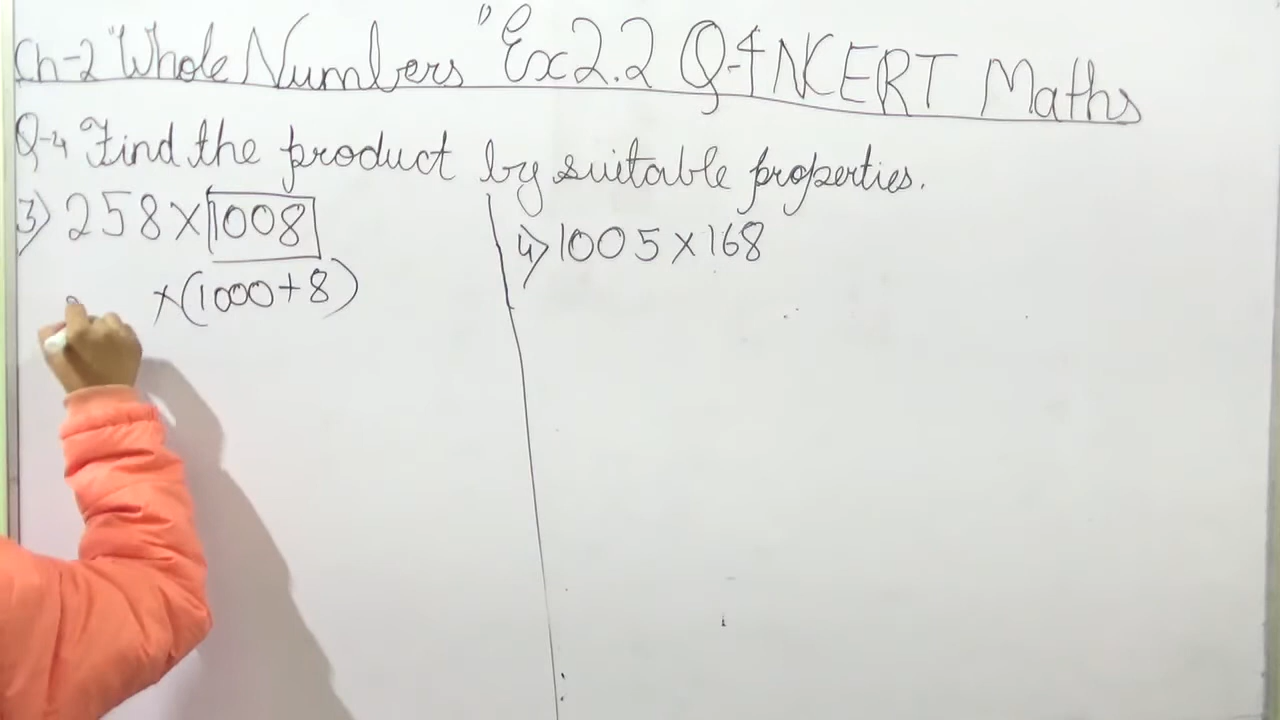 Ch-2 "Whole Numbers" Ex2.2 Q-4 NCERT Maths
Q-4 Find the product by suitable properties.
3) 258×1008
×(1000+8)
4) 1005×168